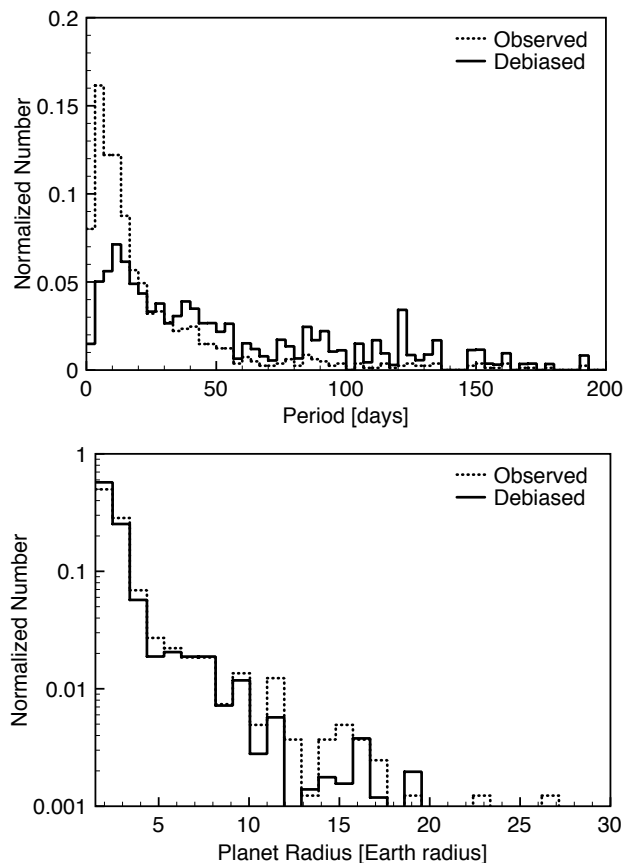 0.2
0.15
0.1
0.05
0
Normalized Number
Observed
Debiased
0 50 100 150 200
Period [days]
1
0.1
0.01
0.001
Normalized Number
Observed
Debiased
5 10 15 20 25 30
Planet Radius [Earth radius]